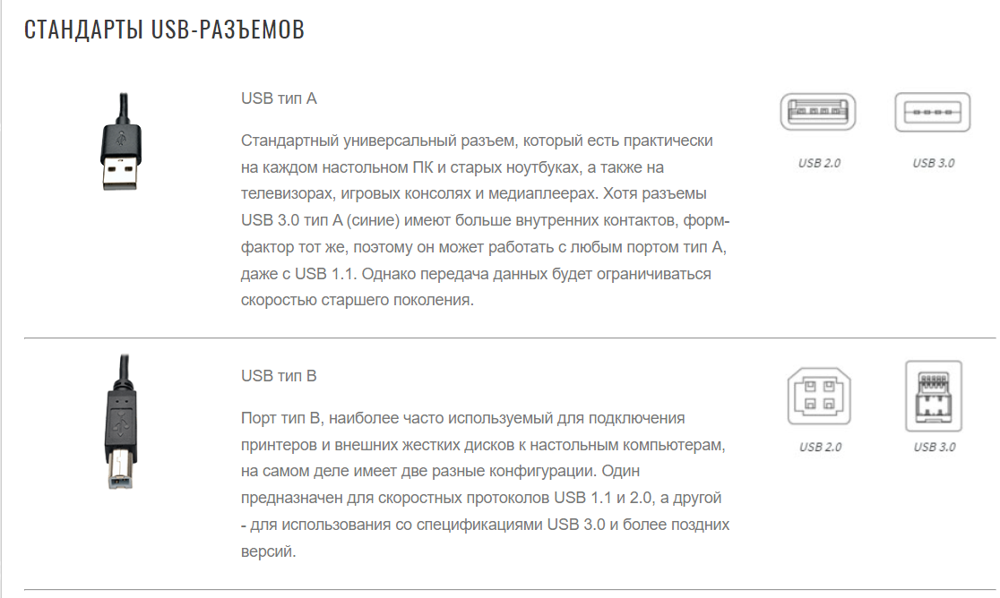 СТАНДАРТЫ USB-РАЗЪЕМОВ
USB тип A
Стандартный универсальный разъем, который есть практически
на каждом настольном ПК и старых ноутбуках, а также на
телевизорах, игровых консолях и медиаплеерах. Хотя разъемы
USB 3.0 тип A (синие) имеют больше внутренних контактов, форм-
фактор тот же, поэтому он может работать с любым портом тип A,
даже с USB 1.1. Однако передача данных будет ограничиваться
скоростью старшего поколения.
USB 2.0
USB 3.0
USB тип B
Порт тип B, наиболее часто используемый для подключения
принтеров и внешних жестких дисков к настольным компьютерам,
на самом деле имеет две разные конфигурации. Один
предназначен для скоростных протоколов USB 1.1 и 2.0, а другой
- для использования со спецификациями USB 3.0 и более поздних
версий.
USB 2.0
USB 3.0